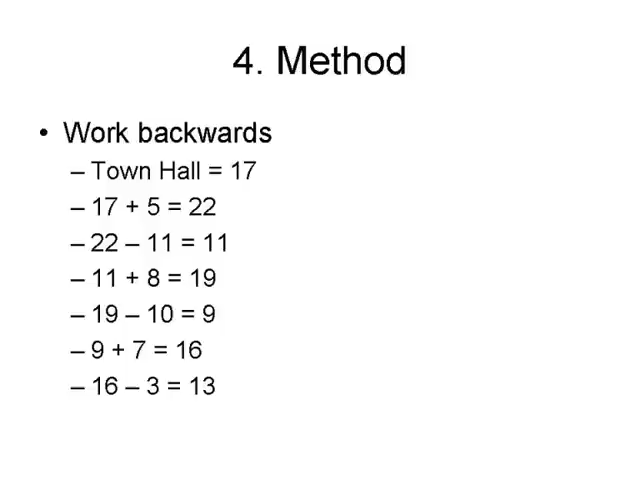 4. Method
• Work backwards
– Town Hall = 17
– 17 + 5 = 22
– 22 – 11 = 11
– 11 + 8 = 19
– 19 – 10 = 9
– 9 + 7 = 16
– 16 – 3 = 13